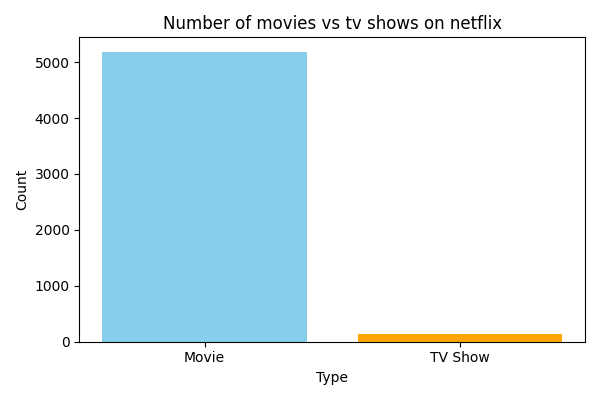 Number of movies vs tv shows on netflix
5000
4000
3000
2000
1000
0
Count
Movie
TV Show
Type